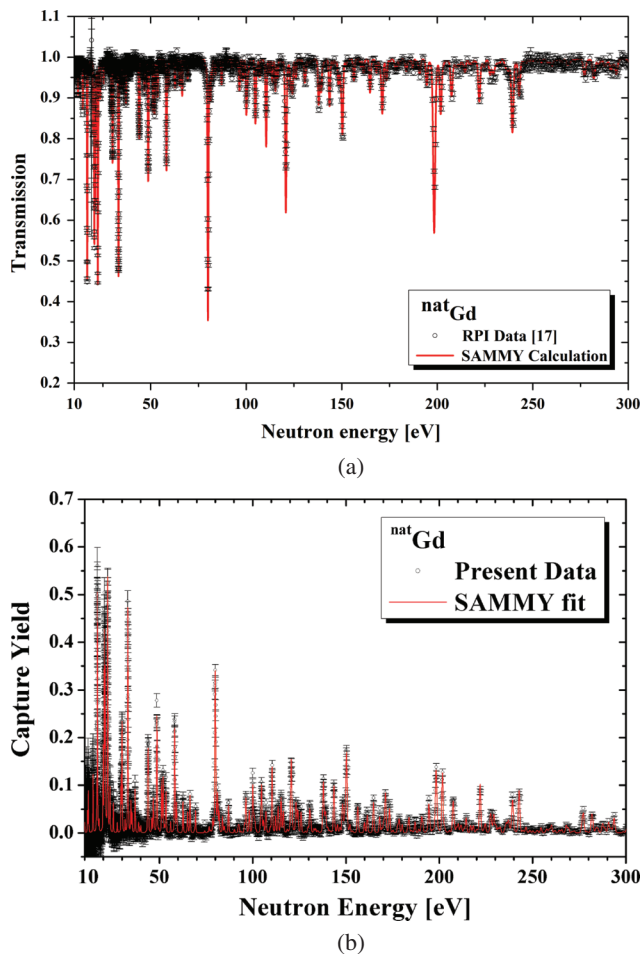 1.1
1.0
0.9
0.8
0.7
0.6
0.5
0.4
0.3
0.2
Transmission
natGd
RPI Data [17]
SAMMY Calculation
10 50 100 150 200 250 300
Neutron energy [eV]
(a)
0.7
0.6
0.5
0.4
0.3
0.2
0.1
0.0
Capture Yield
natGd
Present Data
SAMMY fit
10 50 100 150 200 250 300
Neutron Energy [eV]
(b)